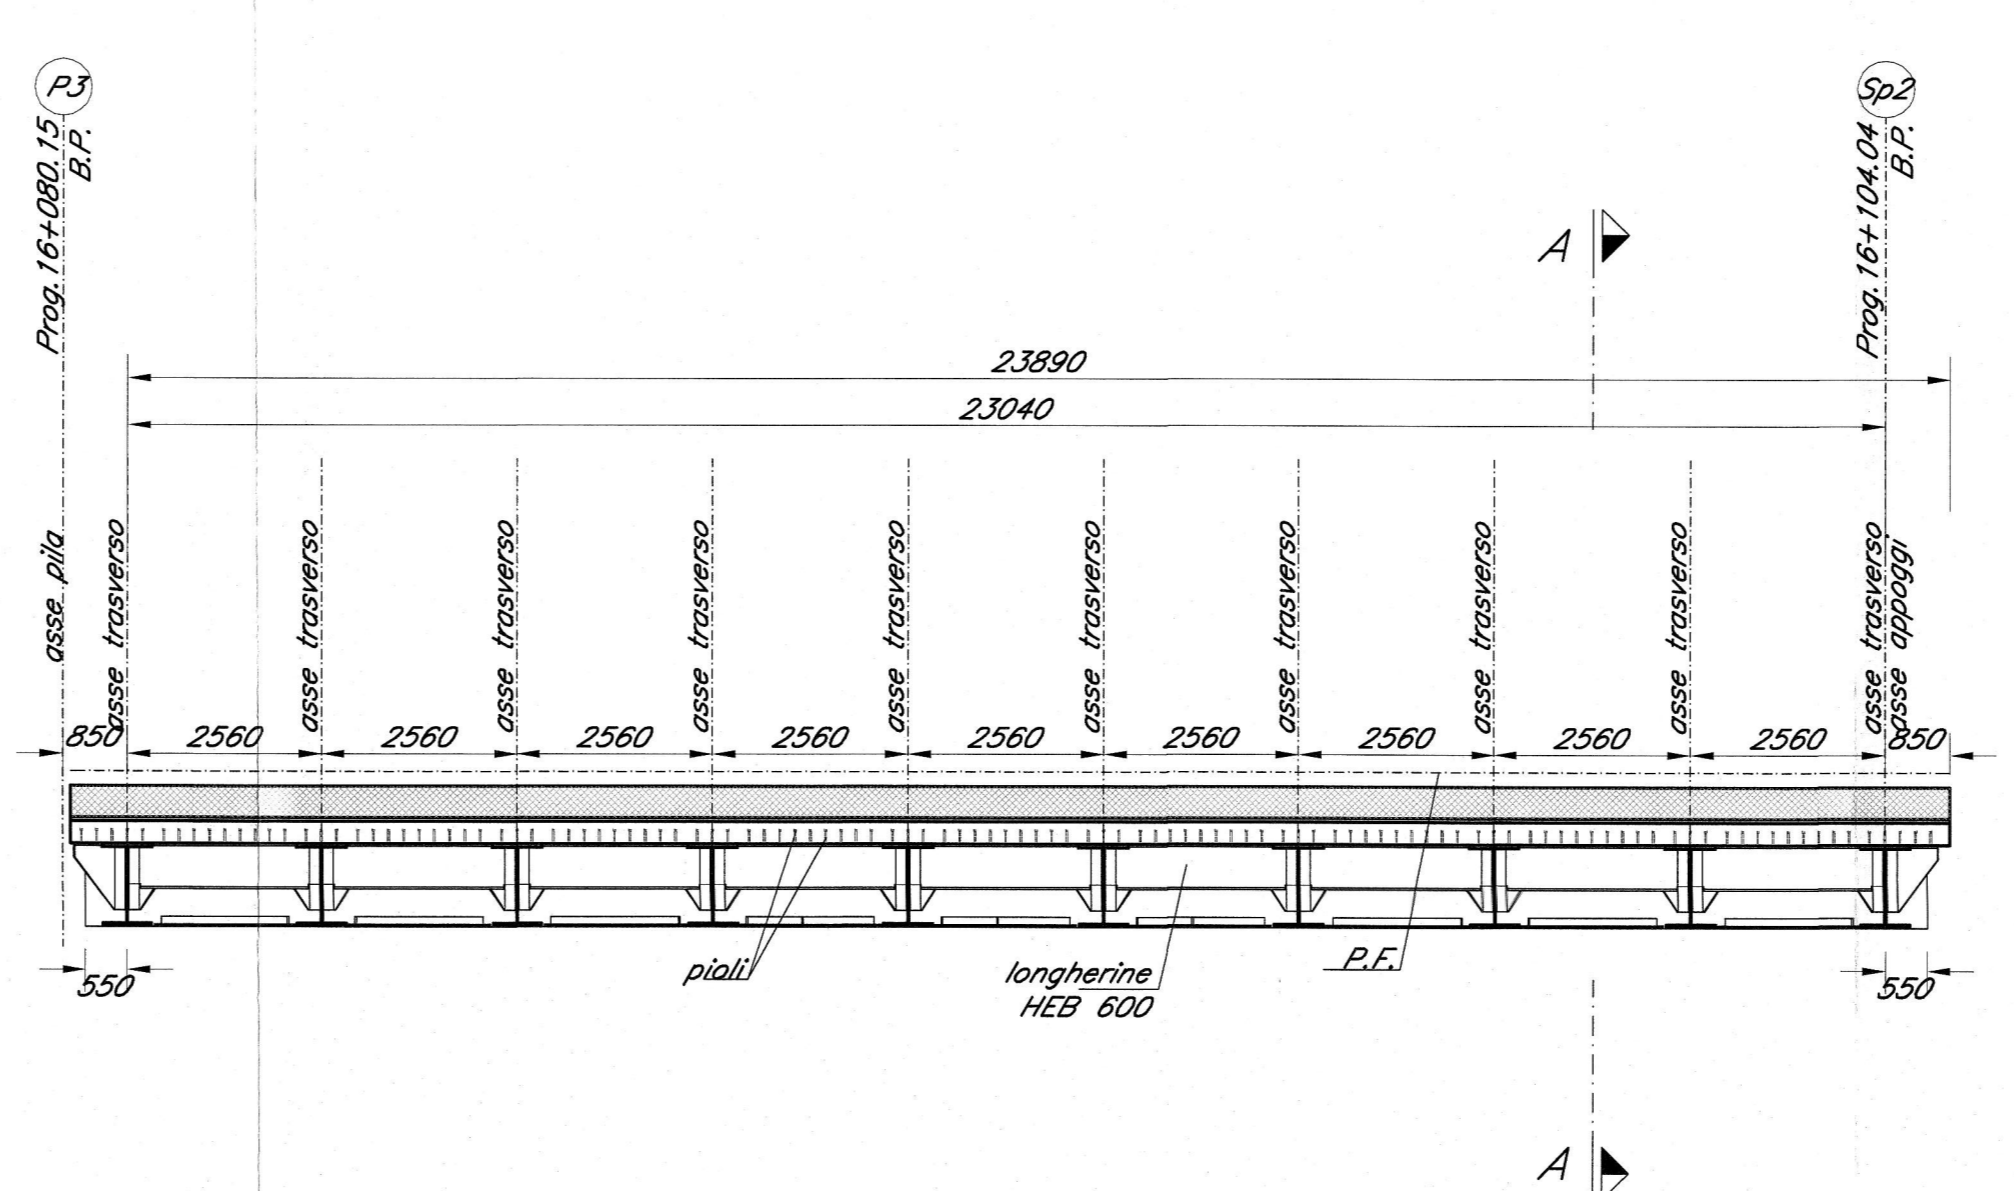 P3
Prog. 16+080.15
B.P.
Sp2
Prog. 16+104.04
B.P.
A
23890
23040
asse pila
asse trasverso
asse trasverso
asse trasverso
asse trasverso
asse trasverso
asse trasverso
asse trasverso
asse trasverso
asse trasverso
asse trasverso
asse appoggi
850
2560
2560
2560
2560
2560
2560
2560
2560
2560
850
550
pioli
longherine
HEB 600
P.F.
550
A